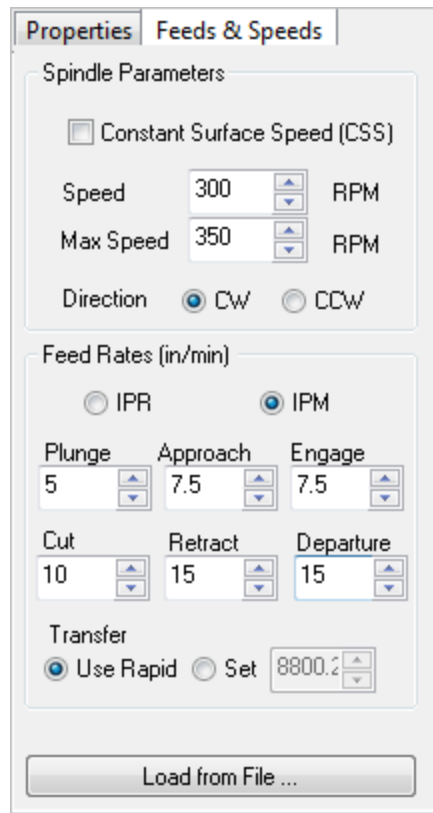 Properties Feeds & Speeds
Spindle Parameters
Constant Surface Speed (CSS)
Speed 300 RPM
Max Speed 350 RPM
Direction CW CCW
Feed Rates (in/min)
IPR IPM
Plunge Approach Engage
5 7.5 7.5
Cut Retract Departure
10 15 15
Transfer
Use Rapid Set 8800.2
Load from File ...